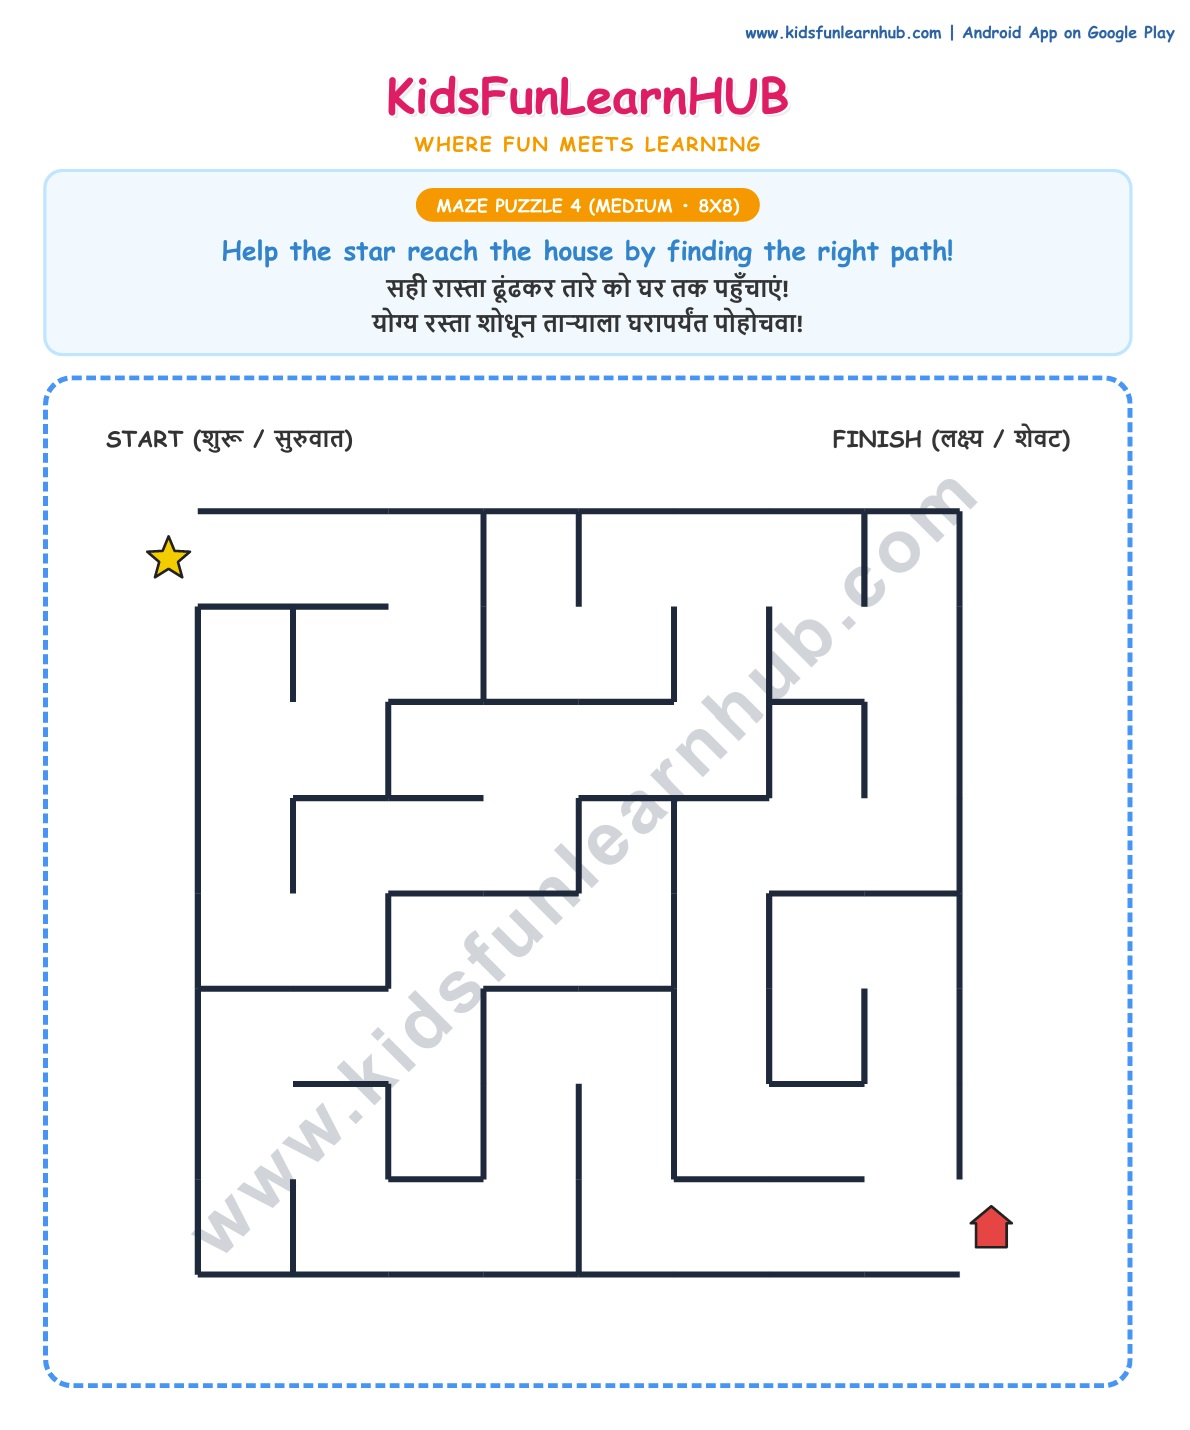 www.kidsfunlearnhub.com | Android App on Google Play
KidsFunLearnHUB
WHERE FUN MEETS LEARNING
MAZE PUZZLE 4 (MEDIUM • 8X8)
Help the star reach the house by finding the right path!
सही रास्ता ढूंढकर तारे को घर तक पहुँचाएं!
योग्य रस्ता शोधून ताऱ्याला घरापर्यंत पोहोचवा!
START (शुरू / सुरुवात)
FINISH (लक्ष्य / शेवट)
www.kidsfunlearnhub.com